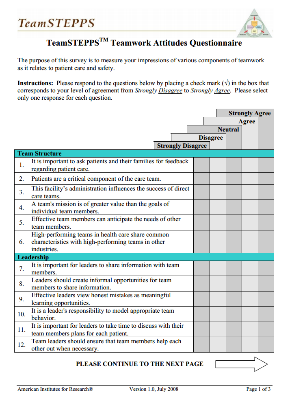 TeamSTEPPS
TeamSTEPPS™ Teamwork Attitudes Questionnaire
The purpose of this survey is to measure your impressions of various components of teamwork
as it relates to patient care and safety.
Instructions: Please respond to the questions below by placing a check mark (√) in the box that
corresponds to your level of agreement from Strongly Disagree to Strongly Agree. Please select
only one response for each question.
Strongly Agree
Agree
Neutral
Disagree
Strongly Disagree
Team Structure
1. It is important to ask patients and their families for feedback
regarding patient care.
2. Patients are a critical component of the care team.
3. This facility's administration influences the success of direct
care teams.
4. A team's mission is of greater value than the goals of
individual team members.
5. Effective team members can anticipate the needs of other
team members.
6. High-performing teams in health care share common
characteristics with high-performing teams in other
industries.
Leadership
7. It is important for leaders to share information with team
members.
8. Leaders should create informal opportunities for team
members to share information.
9. Effective leaders view honest mistakes as meaningful
learning opportunities.
10. It is a leader's responsibility to model appropriate team
behavior.
11. It is important for leaders to take time to discuss with their
team members plans for each patient.
12. Team leaders should ensure that team members help each
other out when necessary.
PLEASE CONTINUE TO THE NEXT PAGE
American Institutes for Research® Version 1.0, July 2008 Page 1 of 3